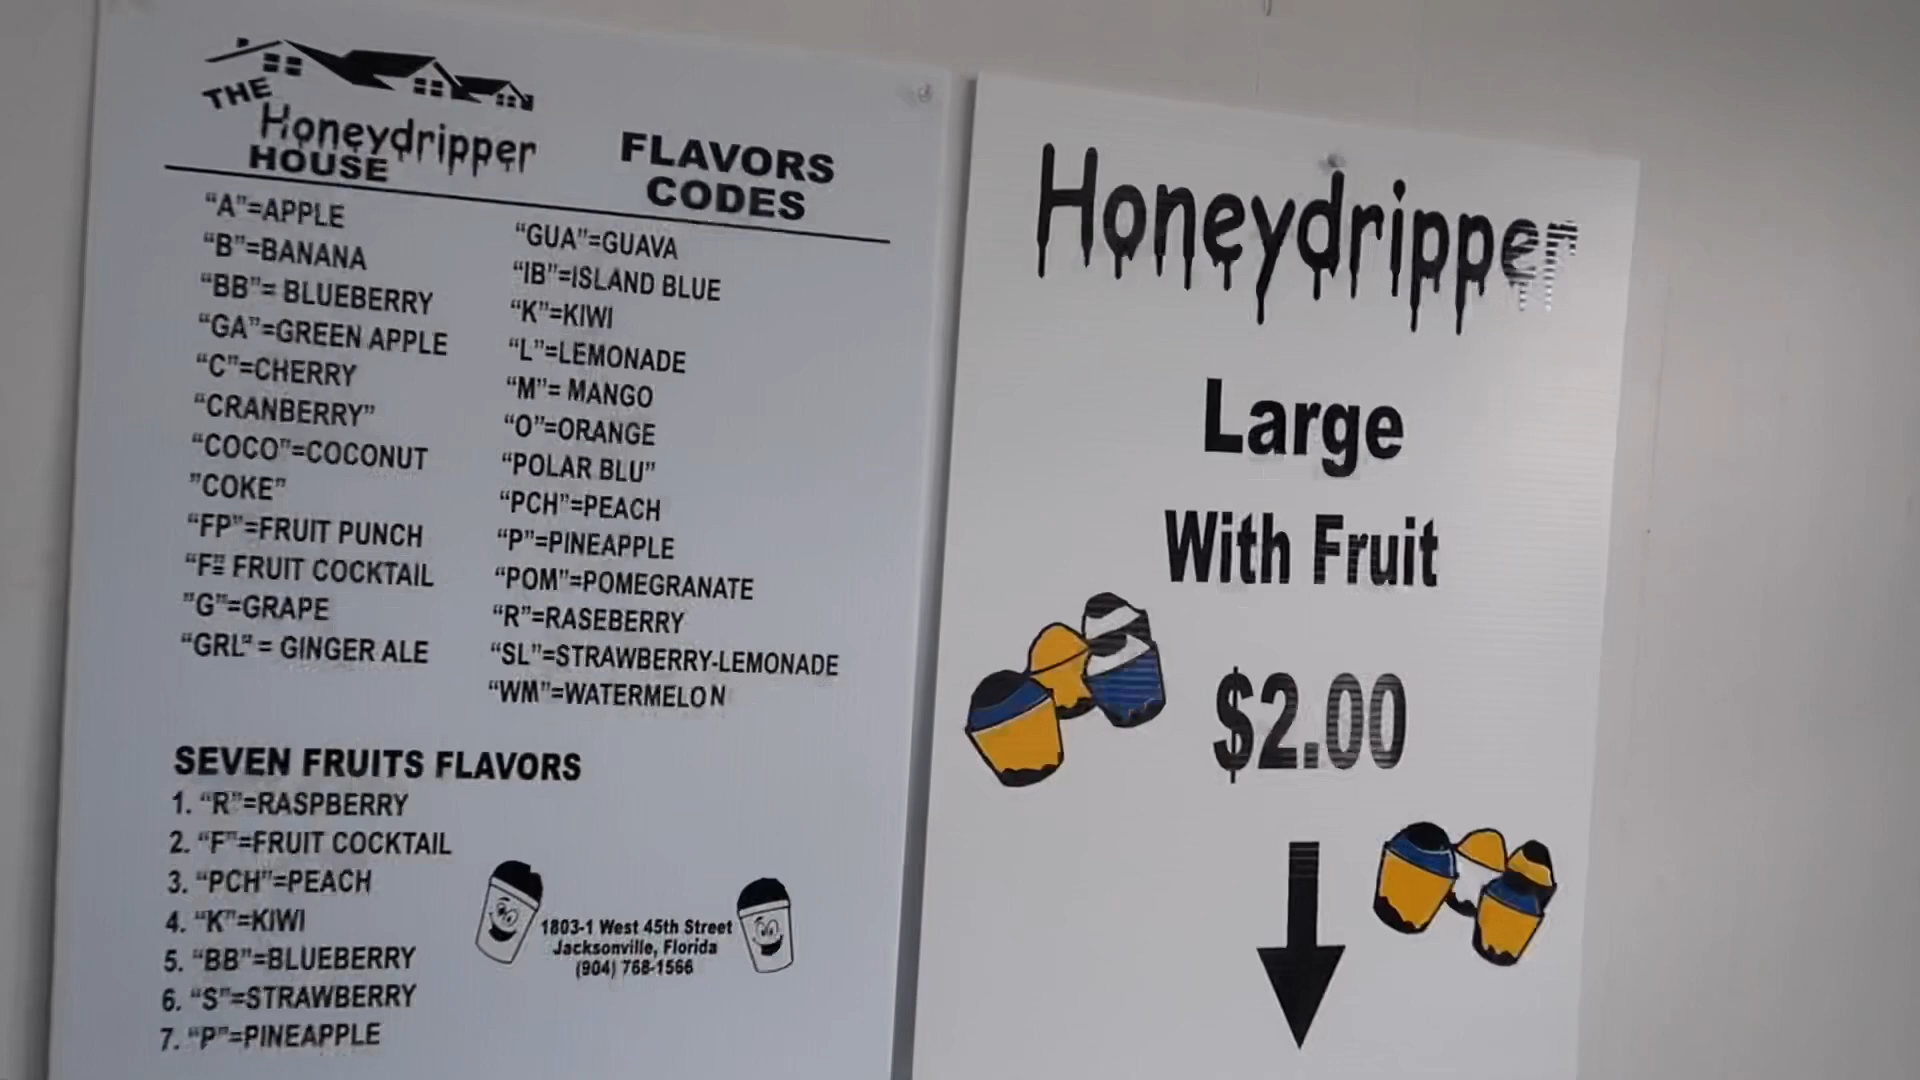 THE
Honeydripper
HOUSE
FLAVORS
CODES
"A"=APPLE
"B"=BANANA
"BB"= BLUEBERRY
"GA"=GREEN APPLE
"C"=CHERRY
"CRANBERRY"
"COCO"=COCONUT
"COKE"
"FP"=FRUIT PUNCH
"F"= FRUIT COCKTAIL
"G"=GRAPE
"GRL" = GINGER ALE
"GUA"=GUAVA
"IB"=ISLAND BLUE
"K"=KIWI
"L"=LEMONADE
"M"= MANGO
"O"=ORANGE
"POLAR BLU"
"PCH"=PEACH
"P"=PINEAPPLE
"POM"=POMEGRANATE
"R"=RASEBERRY
"SL"=STRAWBERRY-LEMONADE
"WM"=WATERMELON
SEVEN FRUITS FLAVORS
1. "R"=RASPBERRY
2. "F"=FRUIT COCKTAIL
3. "PCH"=PEACH
4. "K"=KIWI
5. "BB"=BLUEBERRY
6. "S"=STRAWBERRY
7. "P"=PINEAPPLE
1803-1 West 45th Street
Jacksonville, Florida
(904) 768-1566
Honeydripper
Large
With Fruit
$2.00